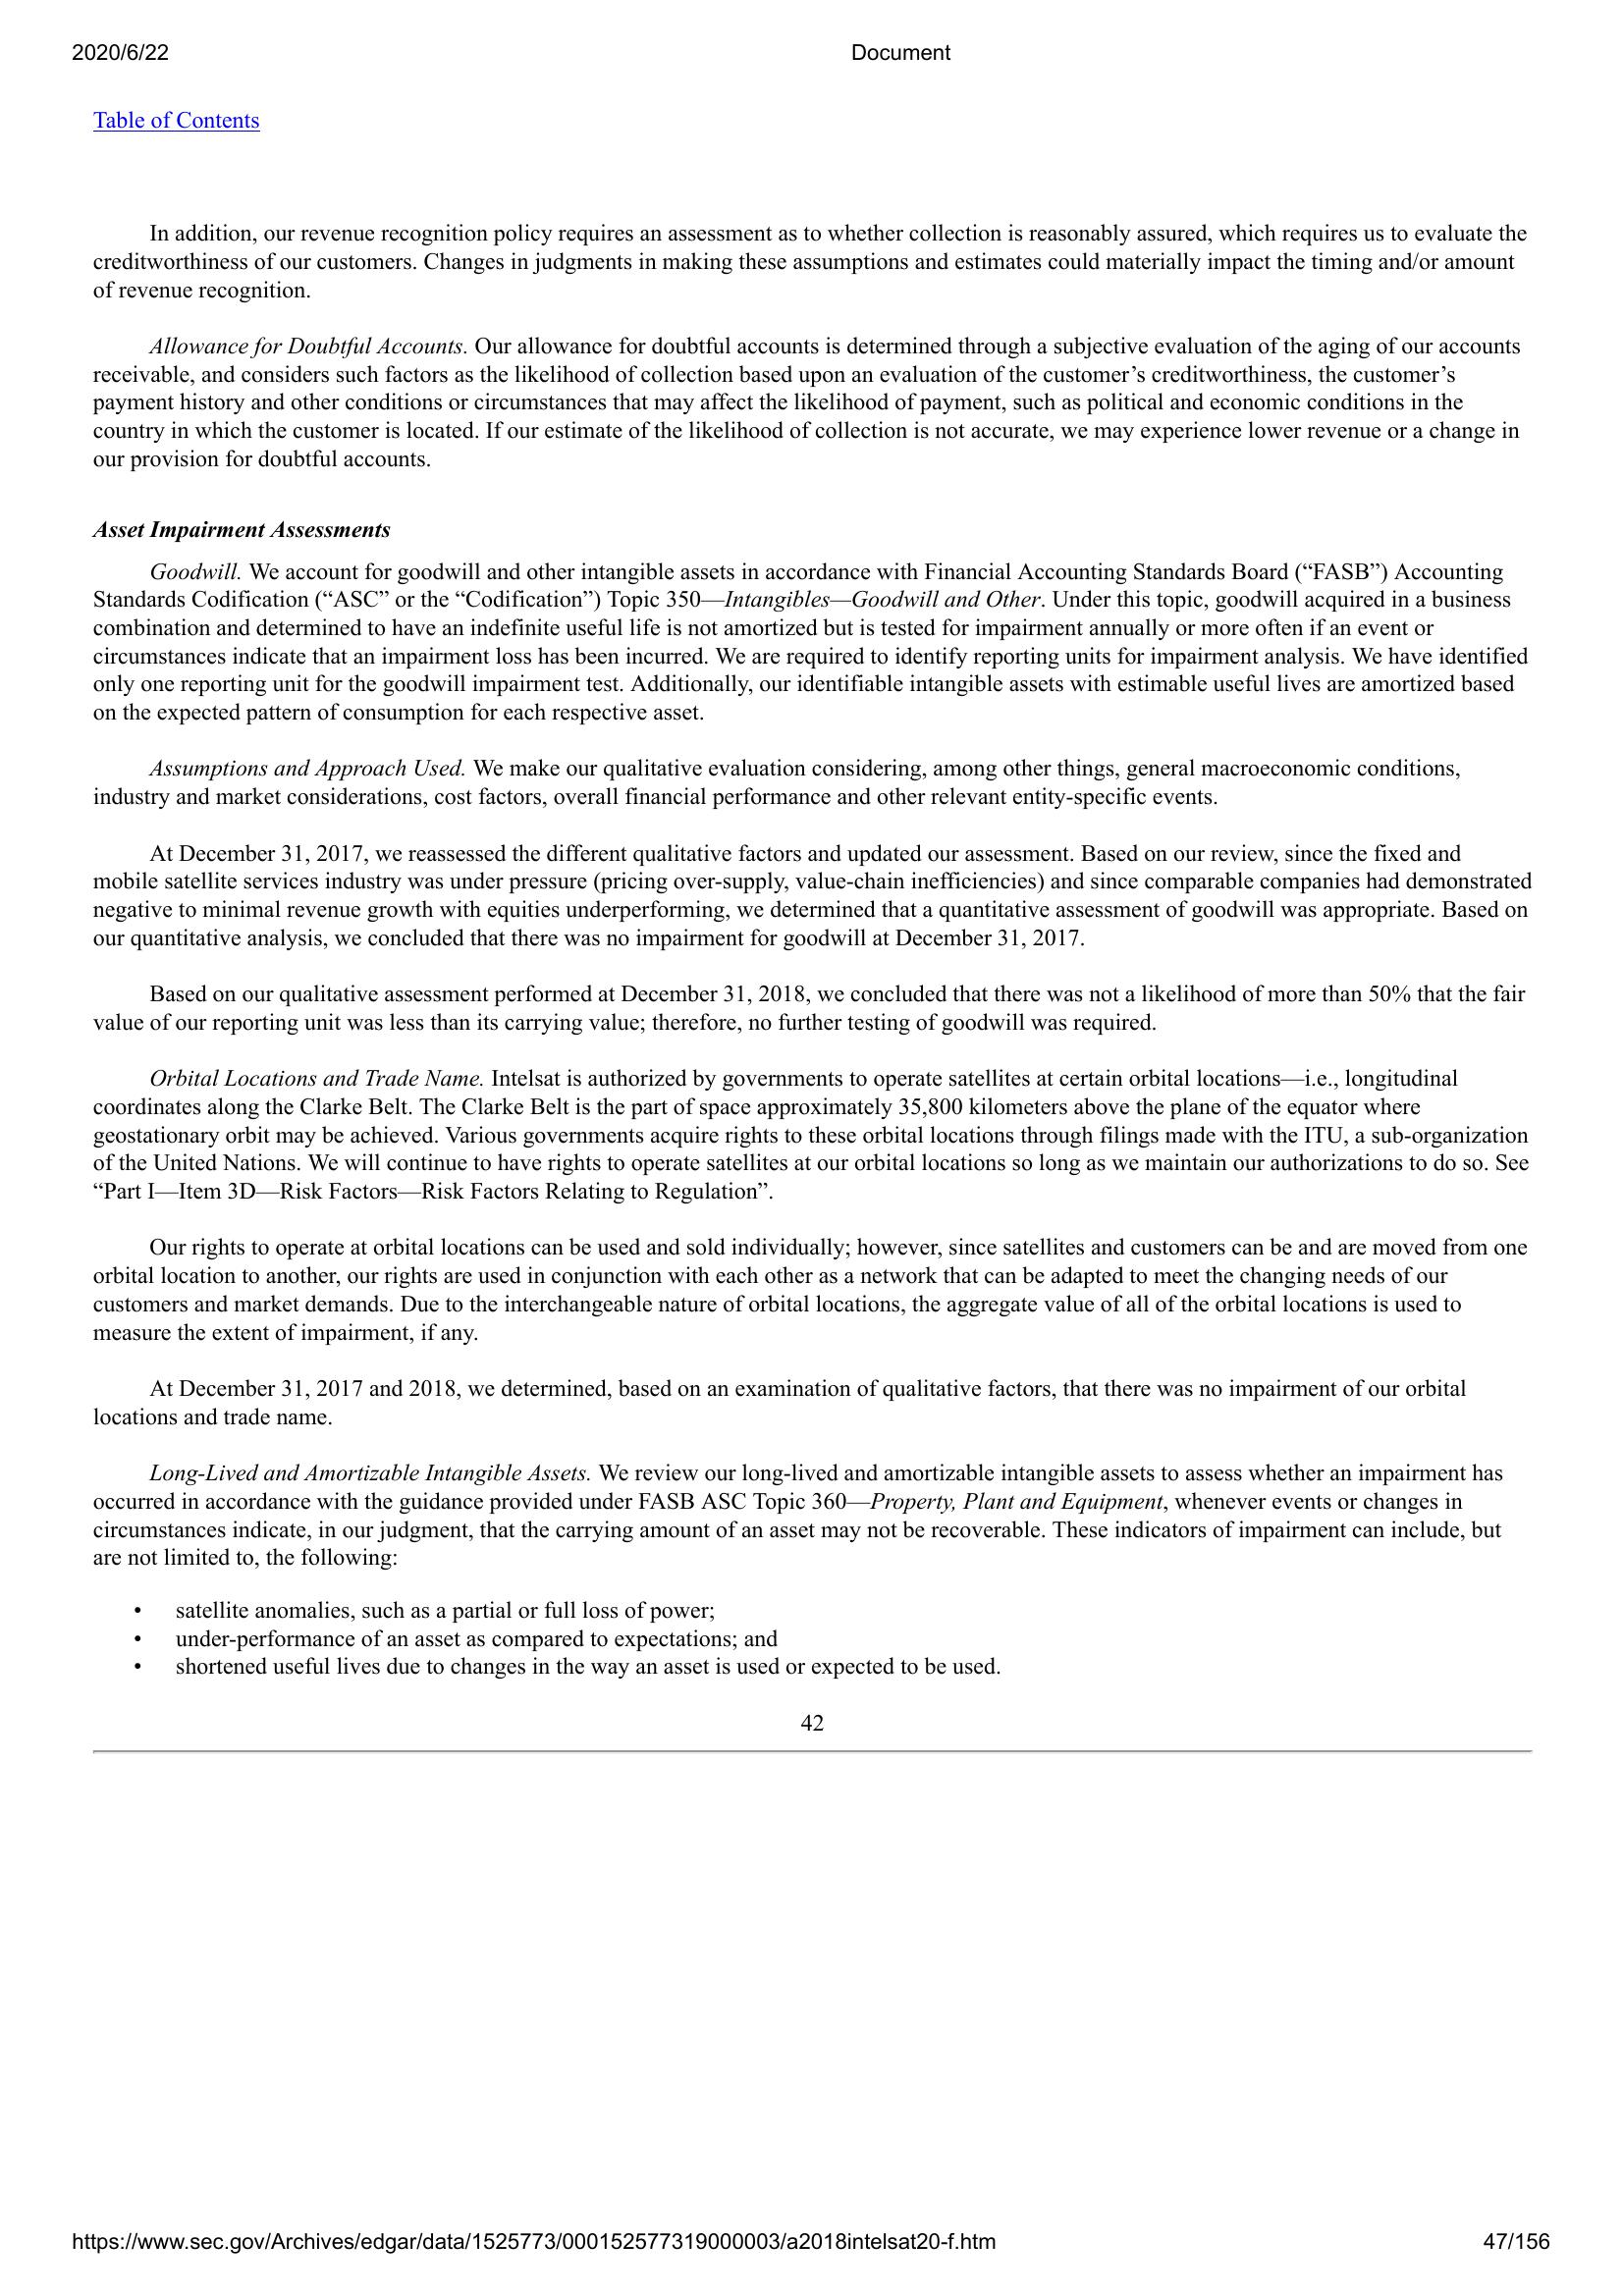 2020/6/22 Document
Table of Contents
In addition, our revenue recognition policy requires an assessment as to whether collection is reasonably assured, which requires us to evaluate the
creditworthiness of our customers. Changes in judgments in making these assumptions and estimates could materially impact the timing and/or amount
of revenue recognition.
Allowance for Doubtful Accounts. Our allowance for doubtful accounts is determined through a subjective evaluation of the aging of our accounts
receivable, and considers such factors as the likelihood of collection based upon an evaluation of the customer’s creditworthiness, the customer’s
payment history and other conditions or circumstances that may affect the likelihood of payment, such as political and economic conditions in the
country in which the customer is located. If our estimate of the likelihood of collection is not accurate, we may experience lower revenue or a change in
our provision for doubtful accounts.
Asset Impairment Assessments
Goodwill. We account for goodwill and other intangible assets in accordance with Financial Accounting Standards Board (“FASB”) Accounting
Standards Codification (“ASC” or the “Codification”) Topic 350—Intangibles—Goodwill and Other. Under this topic, goodwill acquired in a business
combination and determined to have an indefinite useful life is not amortized but is tested for impairment annually or more often if an event or
circumstances indicate that an impairment loss has been incurred. We are required to identify reporting units for impairment analysis. We have identified
only one reporting unit for the goodwill impairment test. Additionally, our identifiable intangible assets with estimable useful lives are amortized based
on the expected pattern of consumption for each respective asset.
Assumptions and Approach Used. We make our qualitative evaluation considering, among other things, general macroeconomic conditions,
industry and market considerations, cost factors, overall financial performance and other relevant entity-specific events.
At December 31, 2017, we reassessed the different qualitative factors and updated our assessment. Based on our review, since the fixed and
mobile satellite services industry was under pressure (pricing over-supply, value-chain inefficiencies) and since comparable companies had demonstrated
negative to minimal revenue growth with equities underperforming, we determined that a quantitative assessment of goodwill was appropriate. Based on
our quantitative analysis, we concluded that there was no impairment for goodwill at December 31, 2017.
Based on our qualitative assessment performed at December 31, 2018, we concluded that there was not a likelihood of more than 50% that the fair
value of our reporting unit was less than its carrying value; therefore, no further testing of goodwill was required.
Orbital Locations and Trade Name. Intelsat is authorized by governments to operate satellites at certain orbital locations—i.e., longitudinal
coordinates along the Clarke Belt. The Clarke Belt is the part of space approximately 35,800 kilometers above the plane of the equator where
geostationary orbit may be achieved. Various governments acquire rights to these orbital locations through filings made with the ITU, a sub-organization
of the United Nations. We will continue to have rights to operate satellites at our orbital locations so long as we maintain our authorizations to do so. See
“Part I—Item 3D—Risk Factors—Risk Factors Relating to Regulation”.
Our rights to operate at orbital locations can be used and sold individually; however, since satellites and customers can be and are moved from one
orbital location to another, our rights are used in conjunction with each other as a network that can be adapted to meet the changing needs of our
customers and market demands. Due to the interchangeable nature of orbital locations, the aggregate value of all of the orbital locations is used to
measure the extent of impairment, if any.
At December 31, 2017 and 2018, we determined, based on an examination of qualitative factors, that there was no impairment of our orbital
locations and trade name.
Long-Lived and Amortizable Intangible Assets. We review our long-lived and amortizable intangible assets to assess whether an impairment has
occurred in accordance with the guidance provided under FASB ASC Topic 360—Property, Plant and Equipment, whenever events or changes in
circumstances indicate, in our judgment, that the carrying amount of an asset may not be recoverable. These indicators of impairment can include, but
are not limited to, the following:
• satellite anomalies, such as a partial or full loss of power;
• under-performance of an asset as compared to expectations; and
• shortened useful lives due to changes in the way an asset is used or expected to be used.
42
https://www.sec.gov/Archives/edgar/data/1525773/000152577319000003/a2018intelsat20-f.htm 47/156